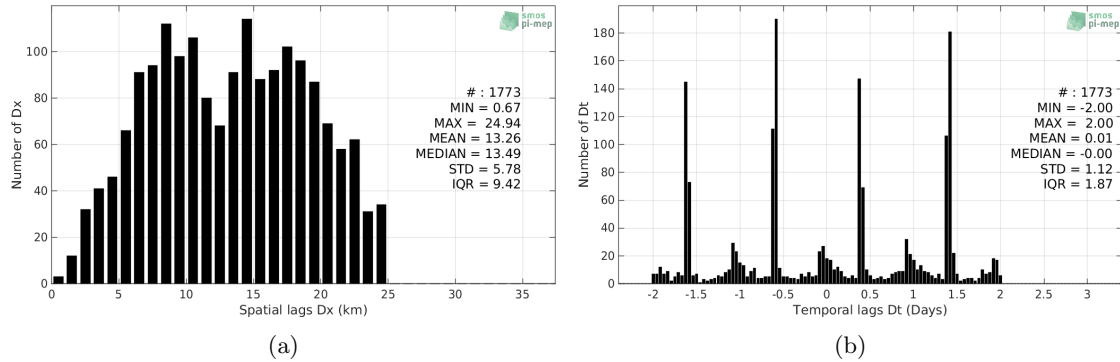 smos
pi-mep
Number of Dx
100
80
60
40
20
0
# : 1773
MIN = 0.67
MAX = 24.94
MEAN = 13.26
MEDIAN = 13.49
STD = 5.78
IQR = 9.42
0 5 10 15 20 25 30 35
Spatial lags Dx (km)
(a)
smos
pi-mep
Number of Dt
180
160
140
120
100
80
60
40
20
0
# : 1773
MIN = -2.00
MAX = 2.00
MEAN = 0.01
MEDIAN = -0.00
STD = 1.12
IQR = 1.87
-2 -1.5 -1 -0.5 0 0.5 1 1.5 2 2.5 3
Temporal lags Dt (Days)
(b)